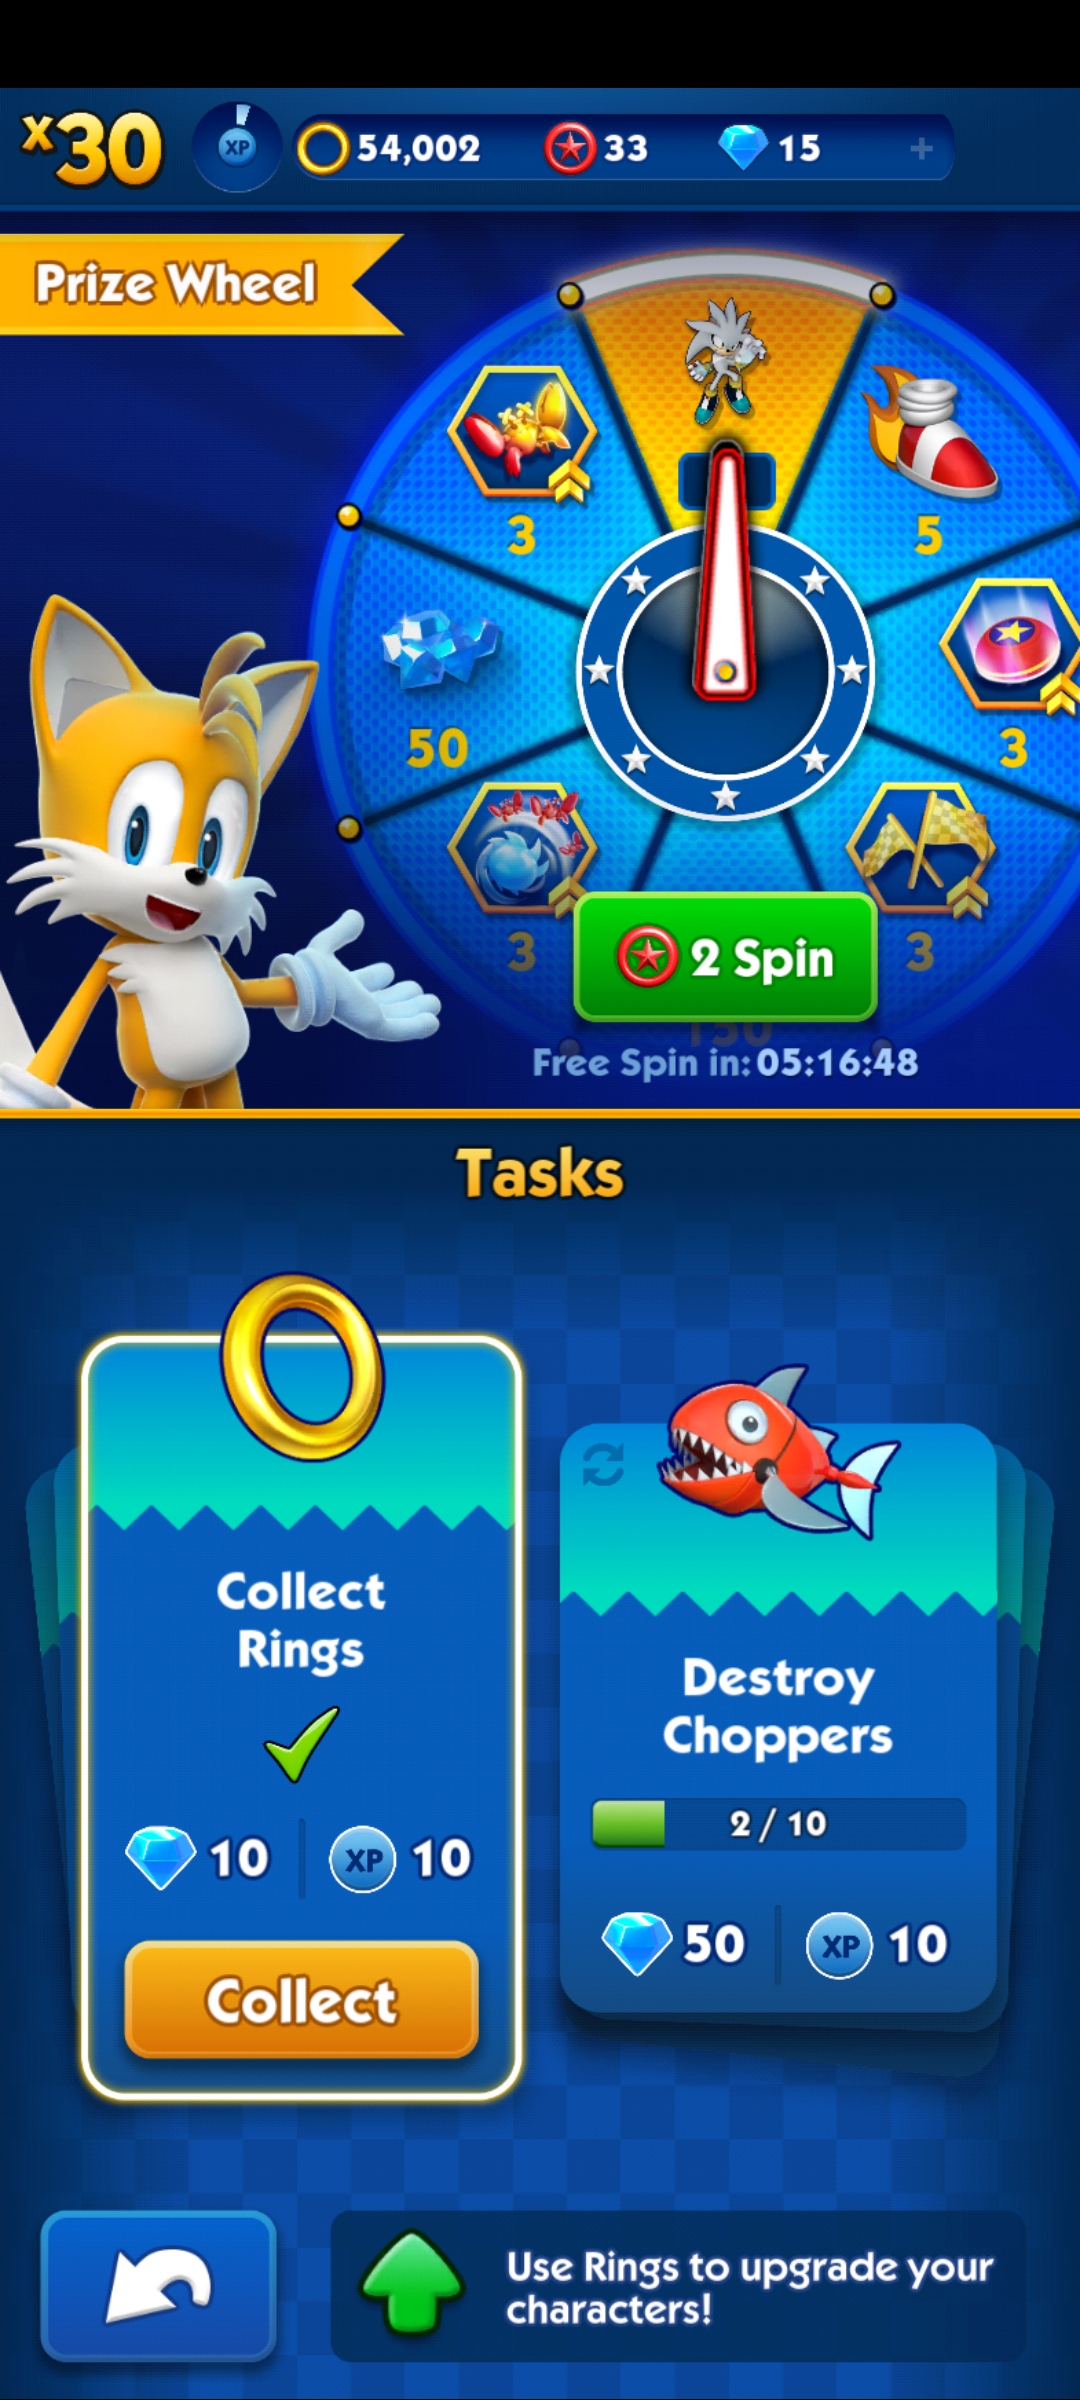 x30
XP
54,002
33
15
+
Prize Wheel
3
5
50
3
3
3
2 Spin
150
Free Spin in: 05:16:48
Tasks
Collect
Rings
10
XP
10
Collect
Destroy
Choppers
2 / 10
50
XP
10
Use Rings to upgrade your
characters!